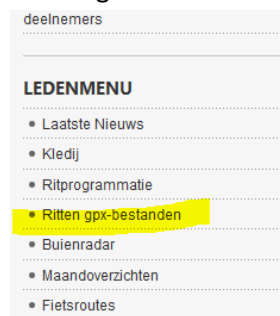 deelnemers
LEDENMENU
Laatste Nieuws
Kledij
Ritprogrammatie
Ritten gpx-bestanden
Buienradar
Maandoverzichten
Fietsroutes